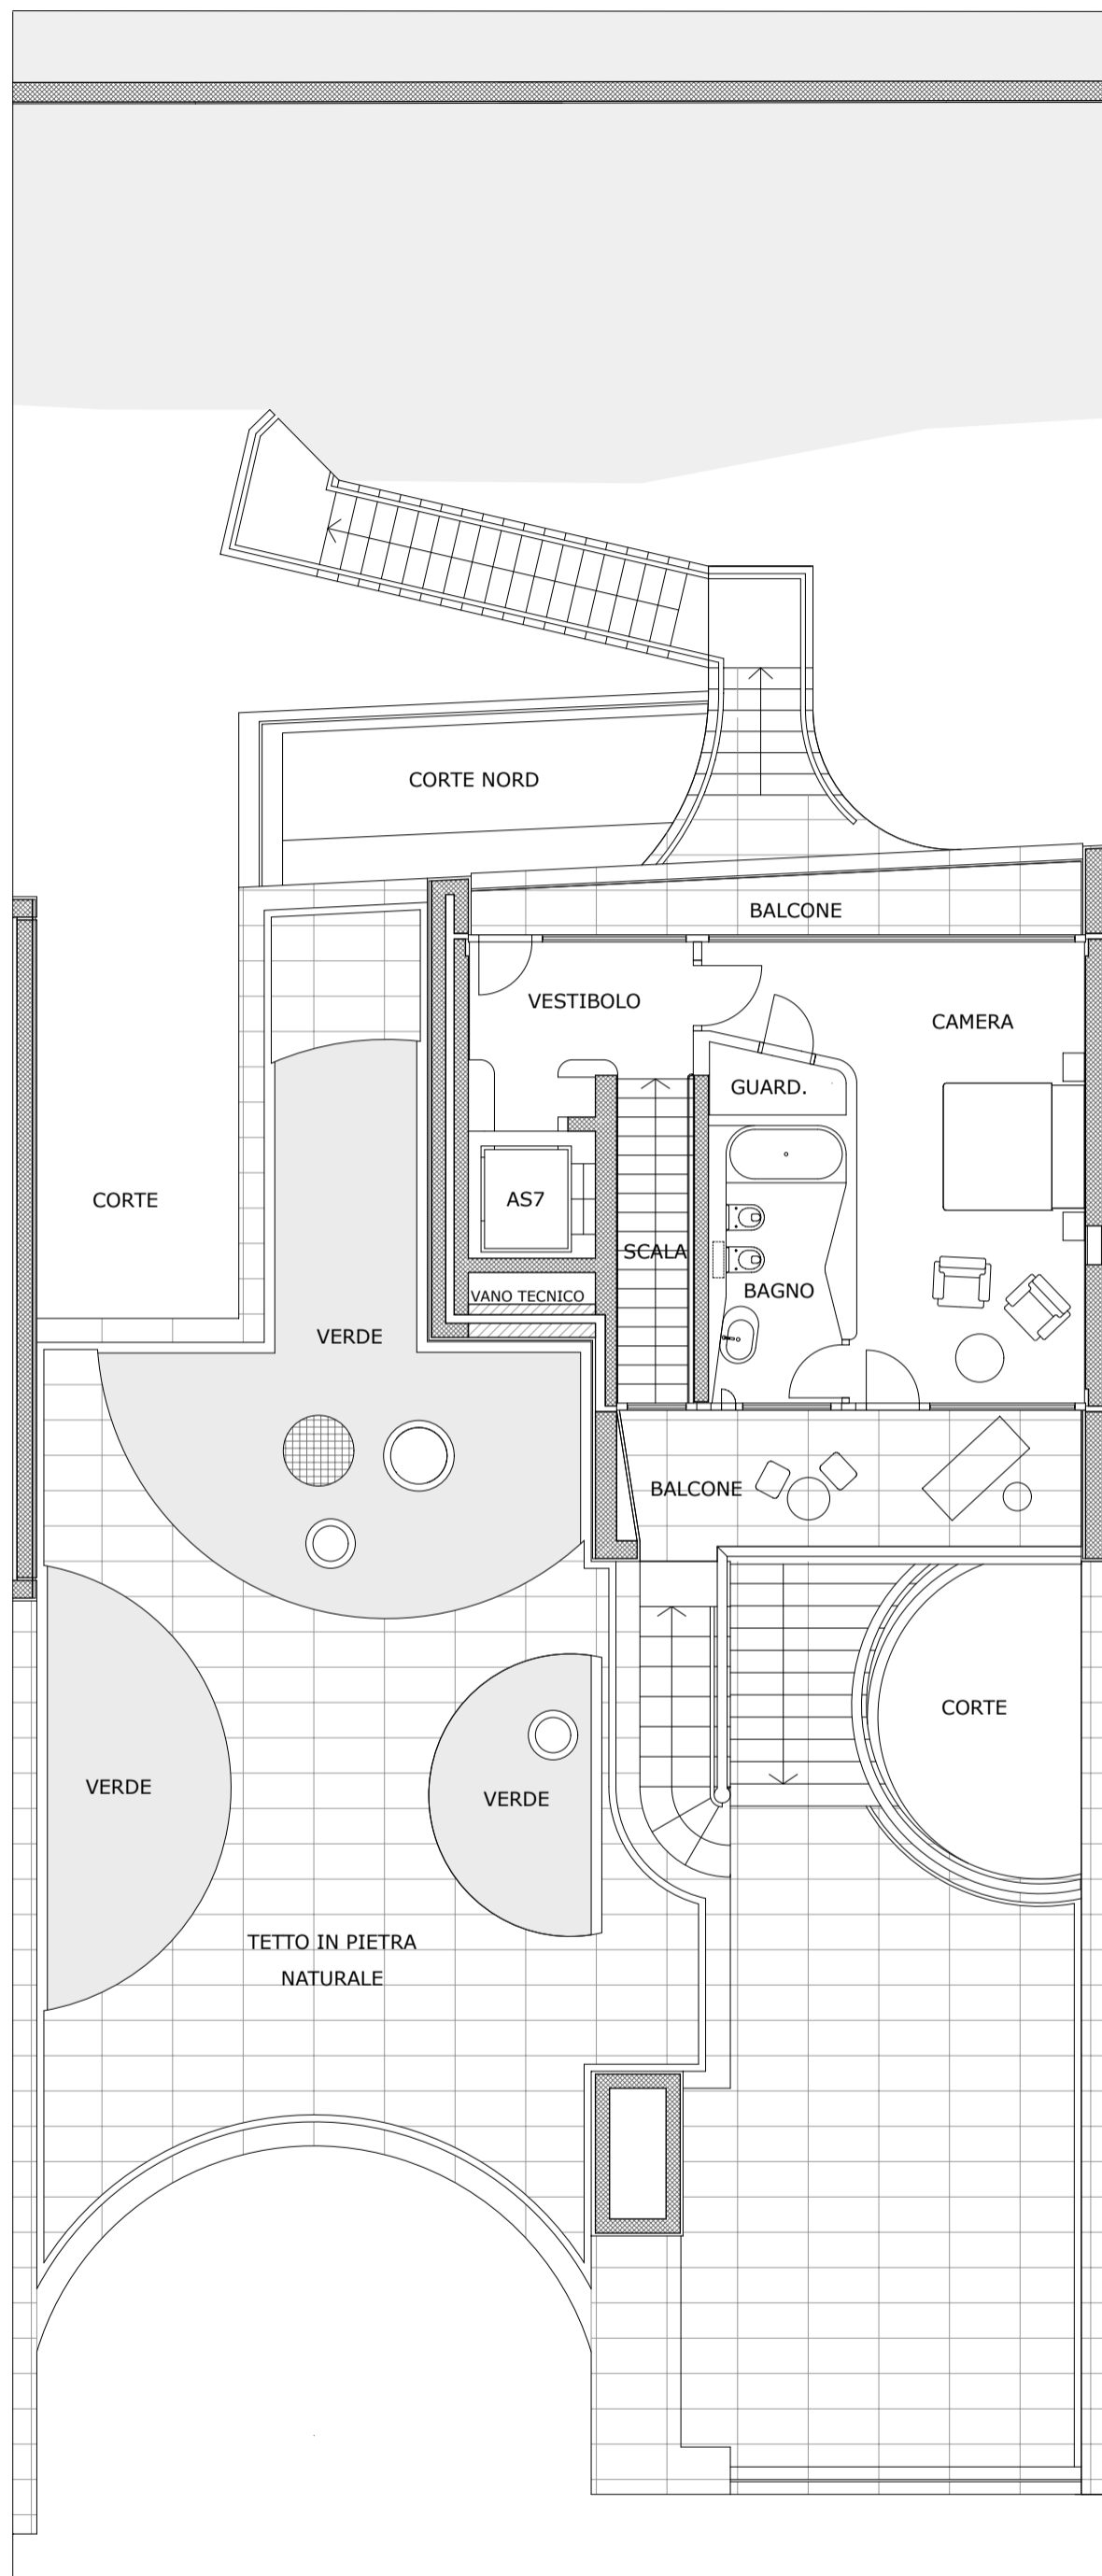 CORTE NORD
BALCONE
VESTIBOLO
CAMERA
GUARD.
CORTE
AS7
SCALA
BAGNO
VANO TECNICO
VERDE
BALCONE
CORTE
VERDE
VERDE
TETTO IN PIETRA
NATURALE